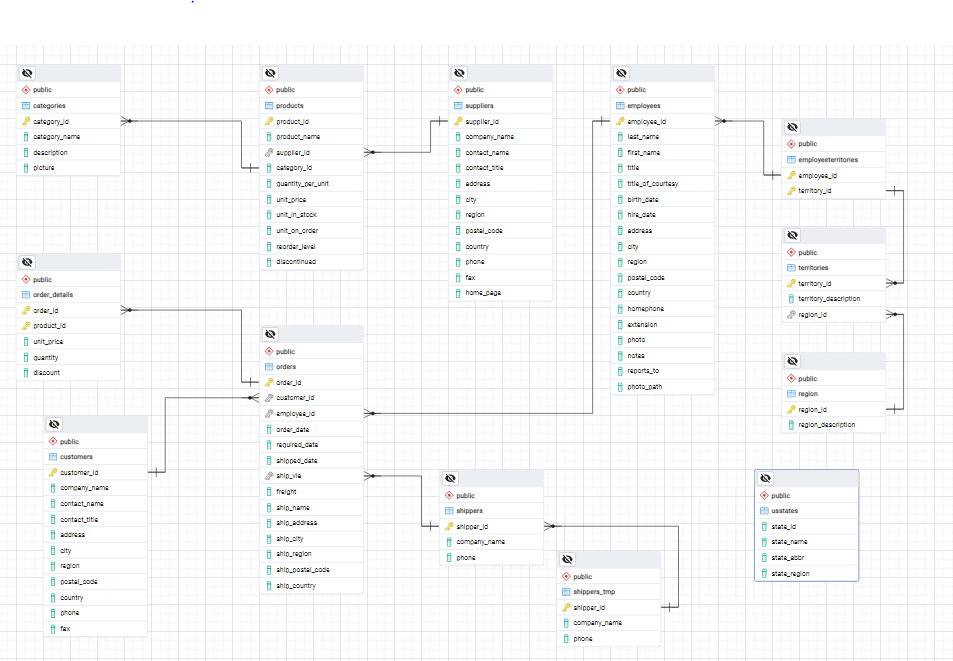 public
categories
category_id
category_name
description
picture
public
products
product_id
product_name
supplier_id
category_id
quantity_per_unit
unit_price
unit_in_stock
unit_on_order
reorder_level
discontinued
public
suppliers
supplier_id
company_name
contact_name
contact_title
address
city
region
postal_code
country
phone
fax
home_page
public
employees
employee_id
last_name
first_name
title
title_of_courtesy
birth_date
hire_date
address
city
region
postal_code
country
homephone
extension
photo
notes
reports_to
photo_path
public
employeeterritories
employee_id
territory_id
public
territories
territory_id
territory_description
region_id
public
region
region_id
region_description
public
order_details
order_id
product_id
unit_price
quantity
discount
public
orders
order_id
customer_id
employee_id
order_date
required_date
shipped_date
ship_via
freight
ship_name
ship_address
ship_city
ship_region
ship_postal_code
ship_country
public
customers
customer_id
company_name
contact_name
contact_title
address
city
region
postal_code
country
phone
fax
public
shippers
shipper_id
company_name
phone
public
shippers_tmp
shipper_id
company_name
phone
public
usstates
state_id
state_name
state_abbr
state_region